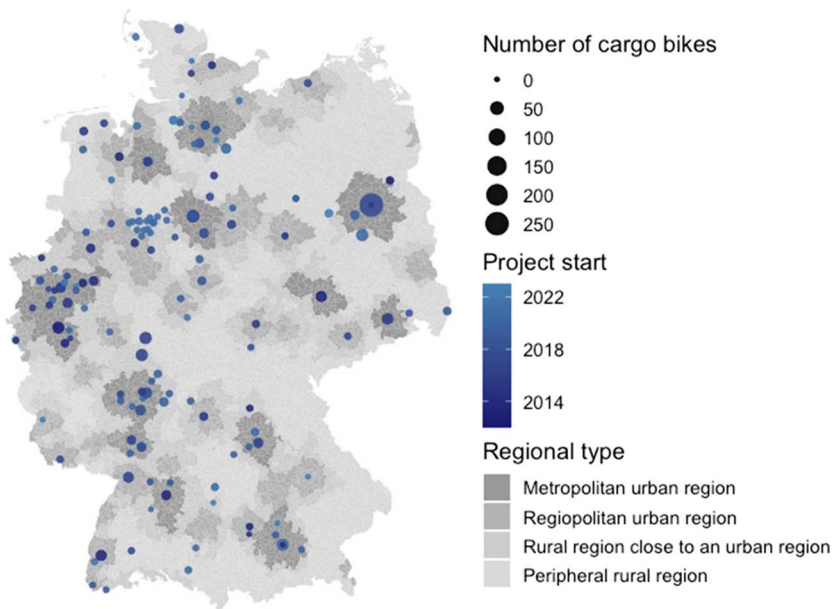 Number of cargo bikes
0
50
100
150
200
250
Project start
2022
2018
2014
Regional type
Metropolitan urban region
Regiopolitan urban region
Rural region close to an urban region
Peripheral rural region